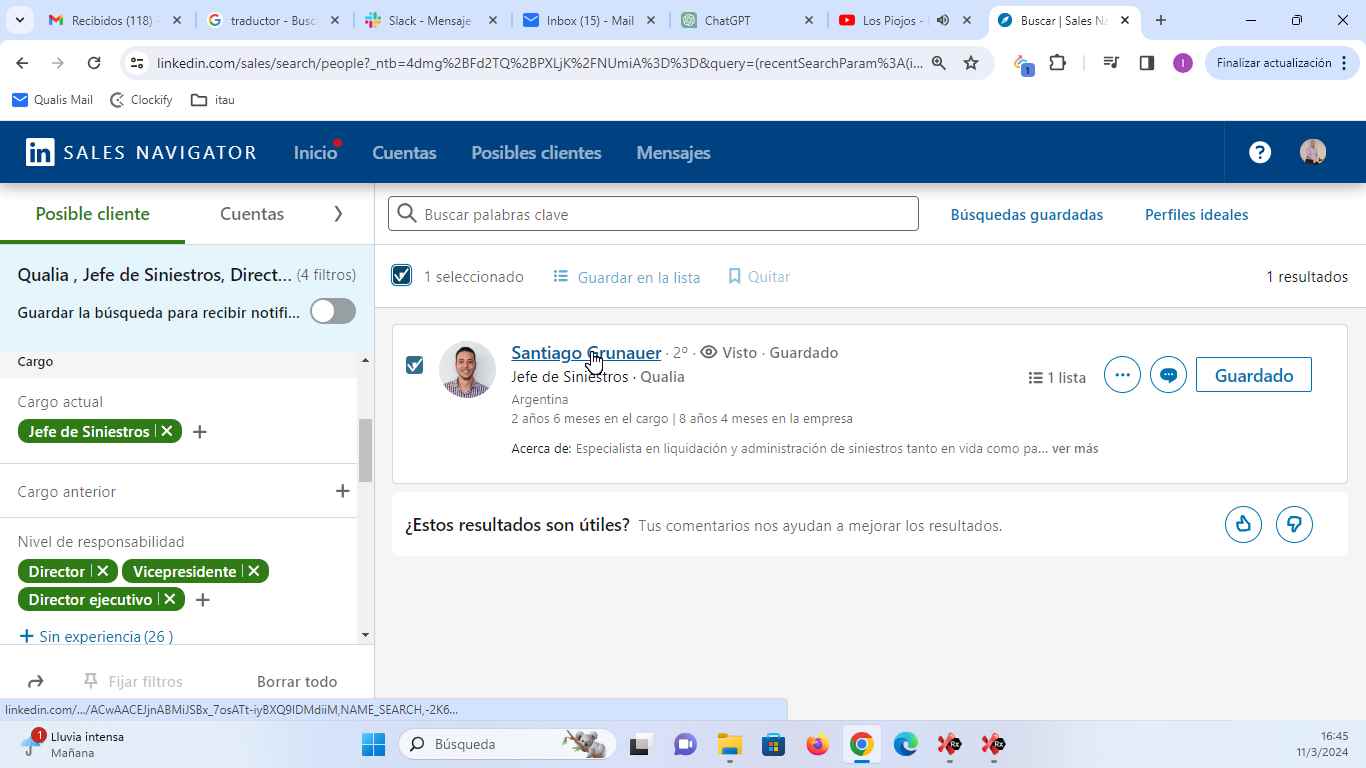 Recibidos (118) -
traductor - Busc
Slack - Mensaje
Inbox (15) - Mail
ChatGPT
Los Piojos -
Buscar | Sales Na
linkedin.com/sales/search/people?_ntb=4dmg%2BFd2TQ%2BPXLjK%2FNUmiA%3D%3D&query=(recentSearchParam%3A(i...
1
I
Finalizar actualización
Qualis Mail
Clockify
itau
in SALES NAVIGATOR
Inicio
Cuentas
Posibles clientes
Mensajes
?
Posible cliente
Cuentas
Buscar palabras clave
Búsquedas guardadas
Perfiles ideales
Qualia , Jefe de Siniestros, Direct... (4 filtros)
Guardar la búsqueda para recibir notifi...
1 seleccionado
Guardar en la lista
Quitar
1 resultados
Cargo
Cargo actual
Jefe de Siniestros
Cargo anterior
Nivel de responsabilidad
Director
Vicepresidente
Director ejecutivo
+ Sin experiencia (26 )
Fijar filtros
Borrar todo
Santiago Grunauer · 2º · Visto · Guardado
Jefe de Siniestros · Qualia
Argentina
2 años 6 meses en el cargo | 8 años 4 meses en la empresa
Acerca de: Especialista en liquidación y administración de siniestros tanto en vida como pa... ver más
1 lista
Guardado
¿Estos resultados son útiles? Tus comentarios nos ayudan a mejorar los resultados.
linkedin.com/.../ACwAACEJjnABMiJSBx_7osATt-iyBXQ9IDMdiiM,NAME_SEARCH,-2K6...
1
Lluvia intensa
Mañana
Búsqueda
Rx
Rx
16:45
11/3/2024